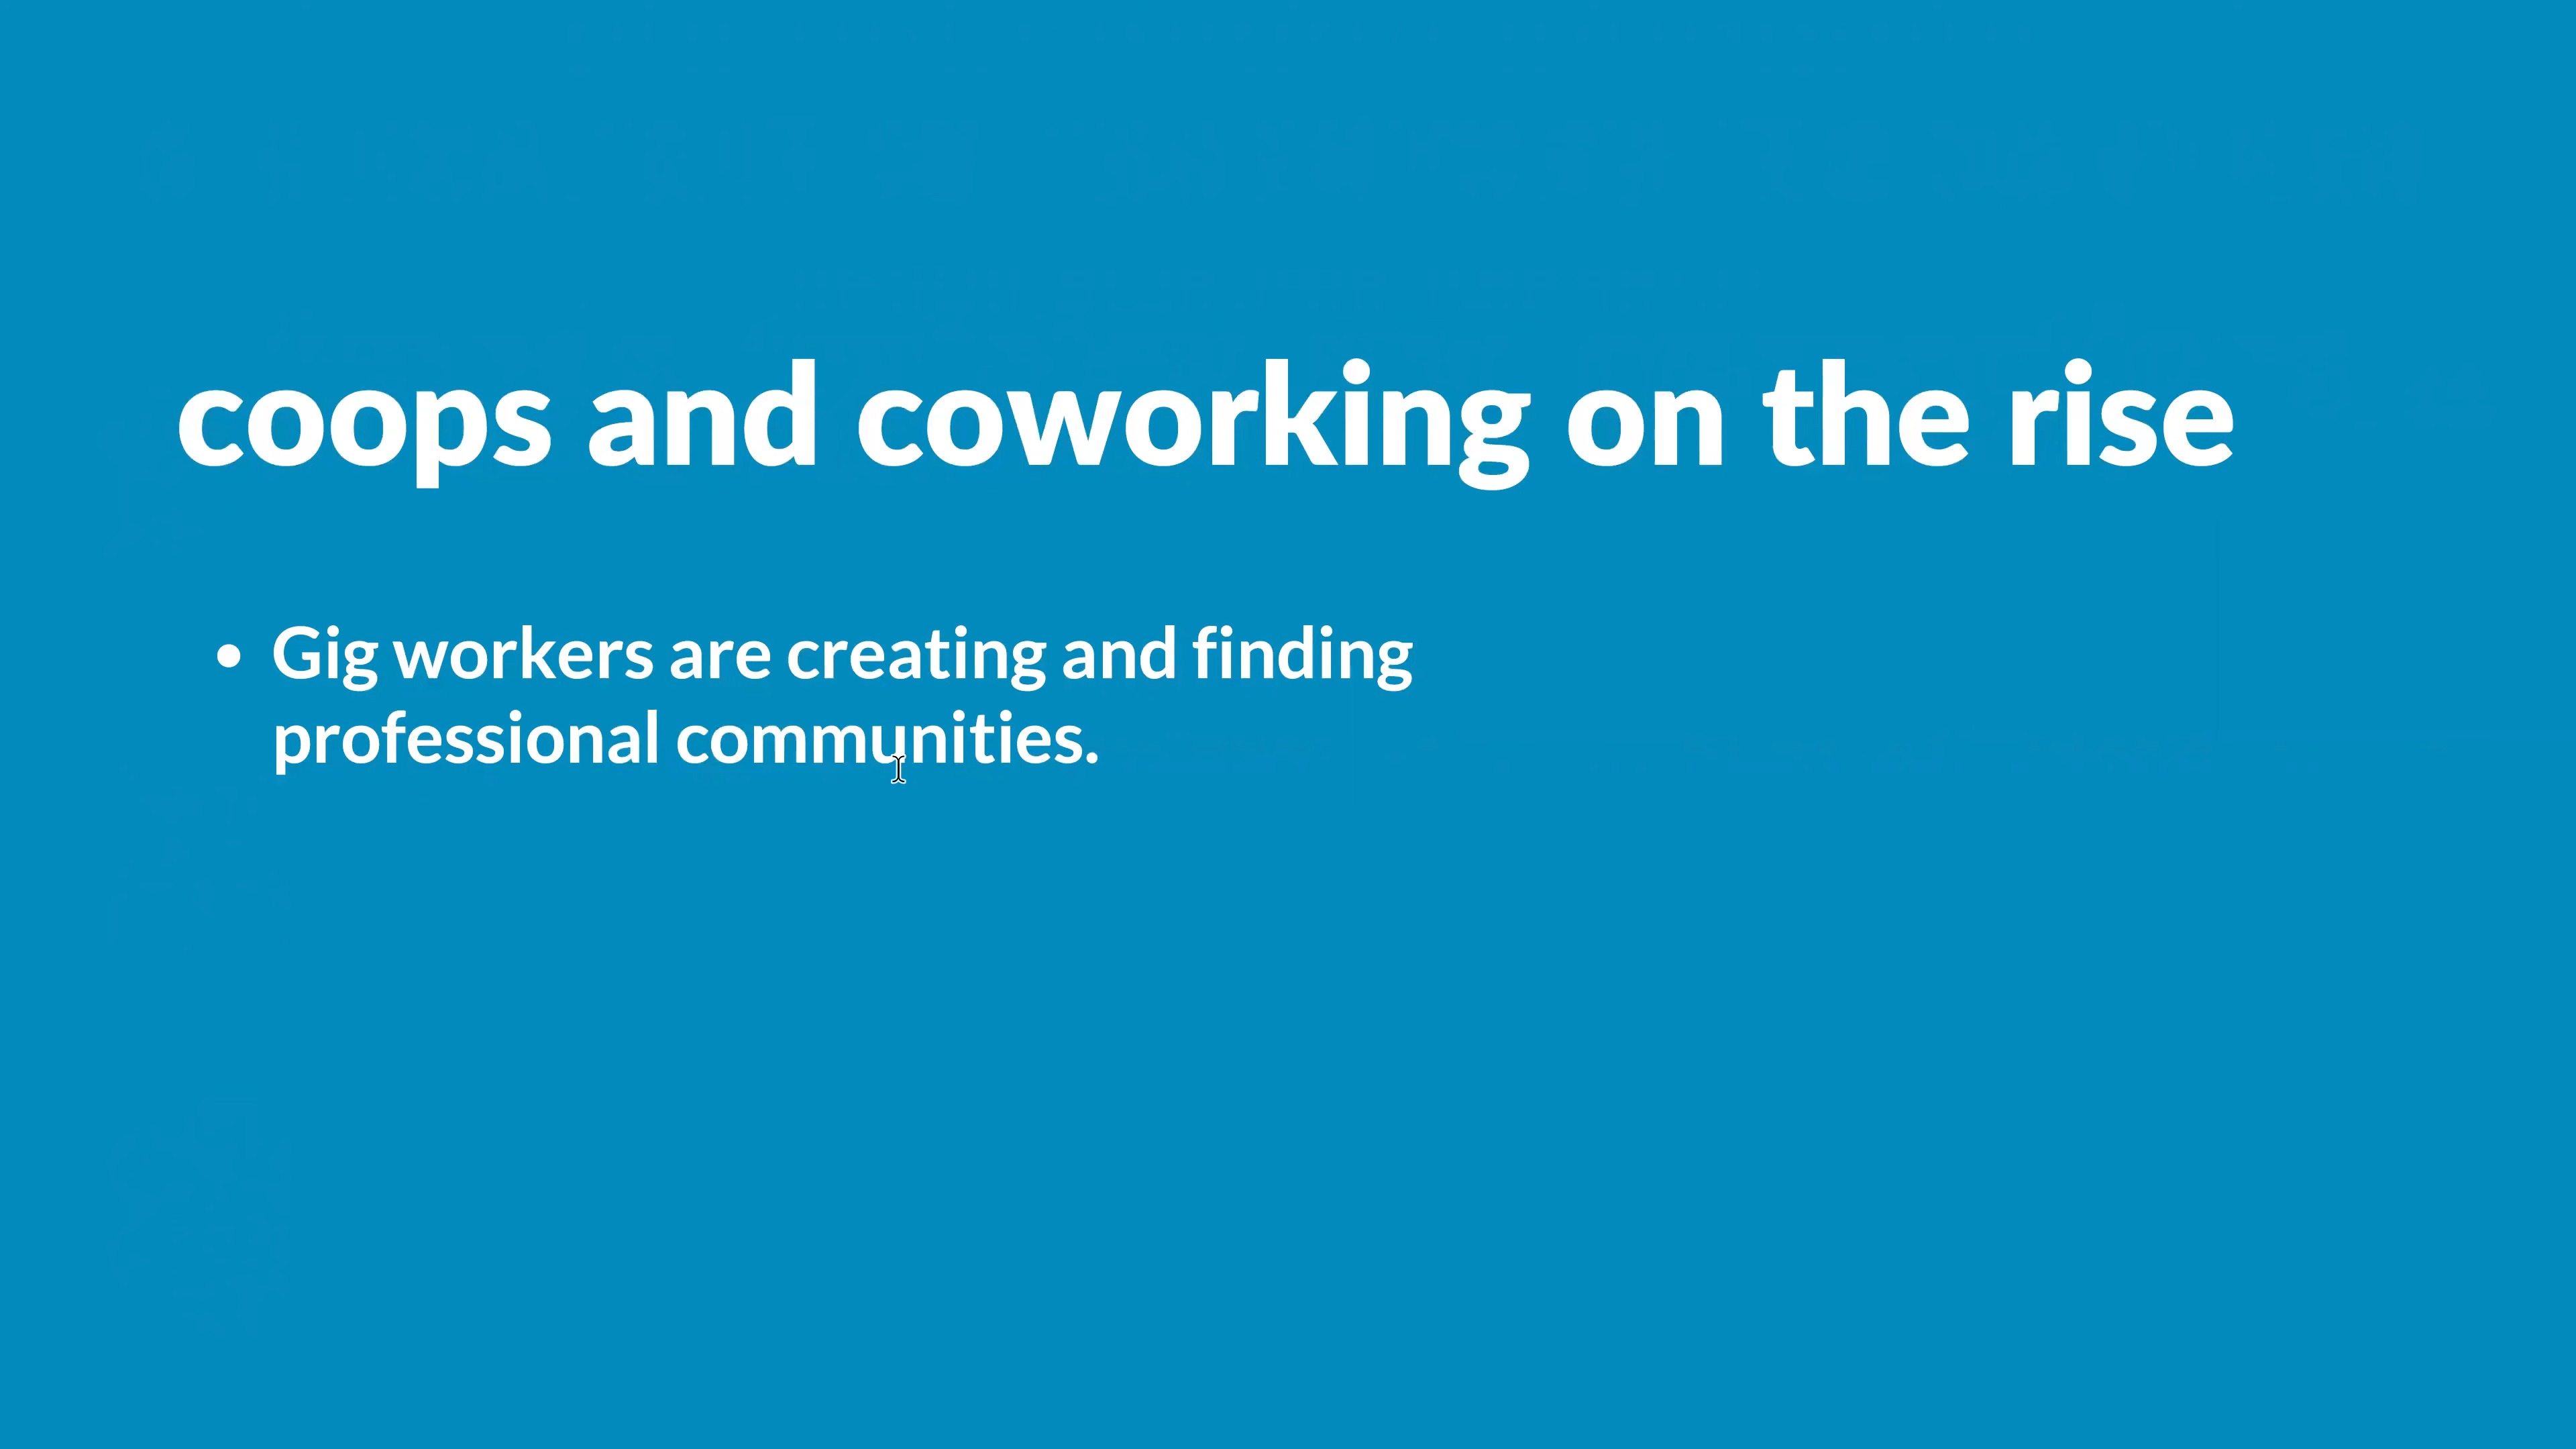 coops and coworking on the rise
• Gig workers are creating and finding
professional communities.